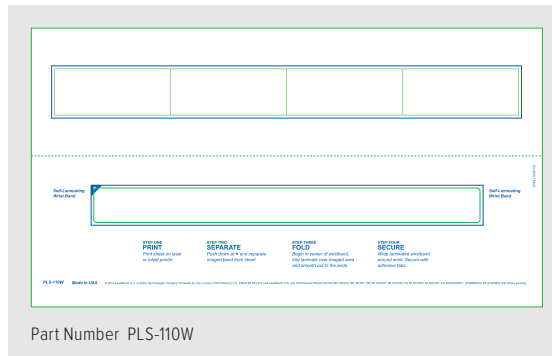 Self-Laminating
Wrist Band
Self-Laminating
Wrist Band
STEP ONE
PRINT
Print sheet on laser
or inkjet printer.
STEP TWO
SEPARATE
Push down at and separate
imaged band from sheet.
STEP THREE
FOLD
Begin in center of wristband,
fold laminate over imaged area
and smooth out to the ends.
STEP FOUR
SECURE
Wrap laminated wristband
around wrist. Secure with
adhesive tabs.
PLS-110W Made in USA
Part Number PLS-110W